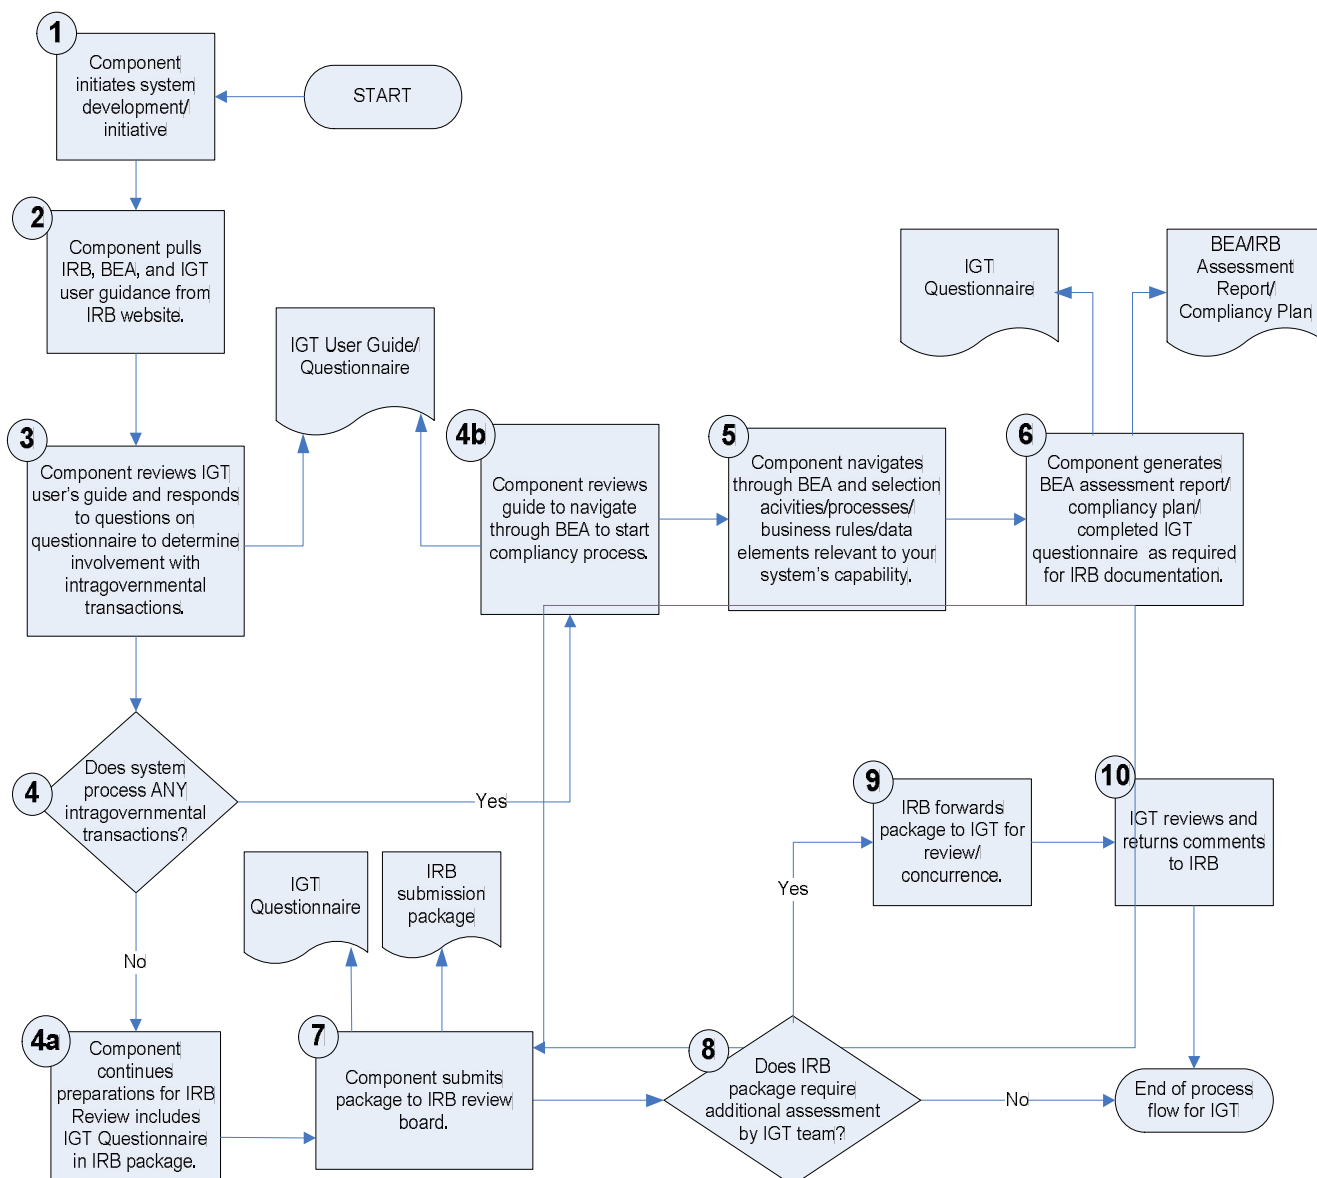 1
Component
initiates system
development/
initiative
START
2
Component pulls
IRB, BEA, and IGT
user guidance from
IRB website.
IGT
Questionnaire
BEA/IRB
Assessment
Report/
Compliancy Plan
IGT User Guide/
Questionnaire
3
Component reviews IGT
user's guide and responds
to questions on
questionnaire to determine
involvement with
intragovernmental
transactions.
4b
Component reviews
guide to navigate
through BEA to start
compliancy process.
5
Component navigates
through BEA and selection
acivities/processes/
business rules/data
elements relevant to your
system's capability.
6
Component generates
BEA assessment report/
compliancy plan/
completed IGT
questionnaire as required
for IRB documentation.
4
Does system
process ANY
intragovernmental
transactions?
Yes
No
IGT
Questionnaire
IRB
submission
package
9
IRB forwards
package to IGT for
review/
concurrence.
10
IGT reviews and
returns comments
to IRB
Yes
4a
Component
continues
preparations for IRB
Review includes
IGT Questionnaire
in IRB package.
7
Component submits
package to IRB review
board.
8
Does IRB
package require
additional assessment
by IGT team?
No
End of process
flow for IGT